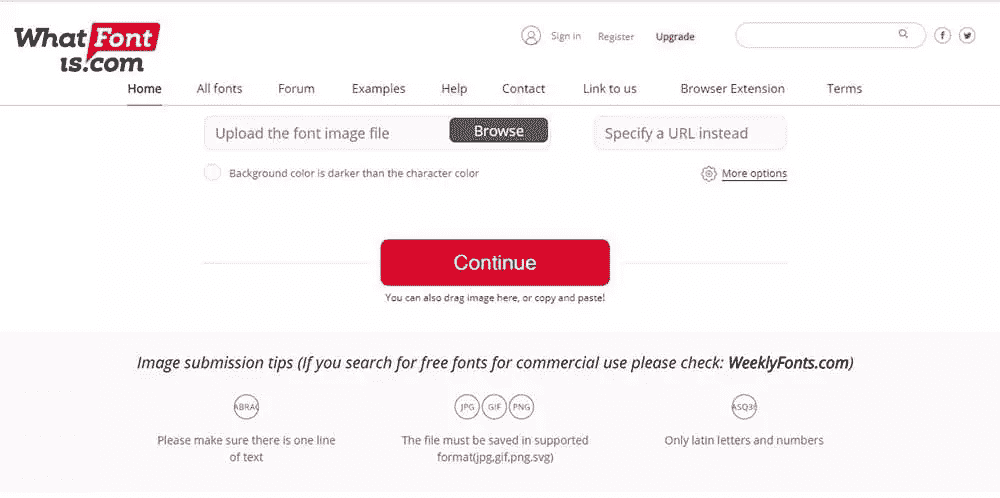 What Font
is.com
Sign in Register Upgrade
Home All fonts Forum Examples Help Contact Link to us Browser Extension Terms
Upload the font image file Browse Specify a URL instead
Background color is darker than the character color More options
Continue
You can also drag image here, or copy and paste!
Image submission tips (If you search for free fonts for commercial use please check: WeeklyFonts.com)
ABRAC JPG GIF PNG ASQ36
Please make sure there is one line The file must be saved in supported Only latin letters and numbers
of text format(jpg,gif,png,svg)